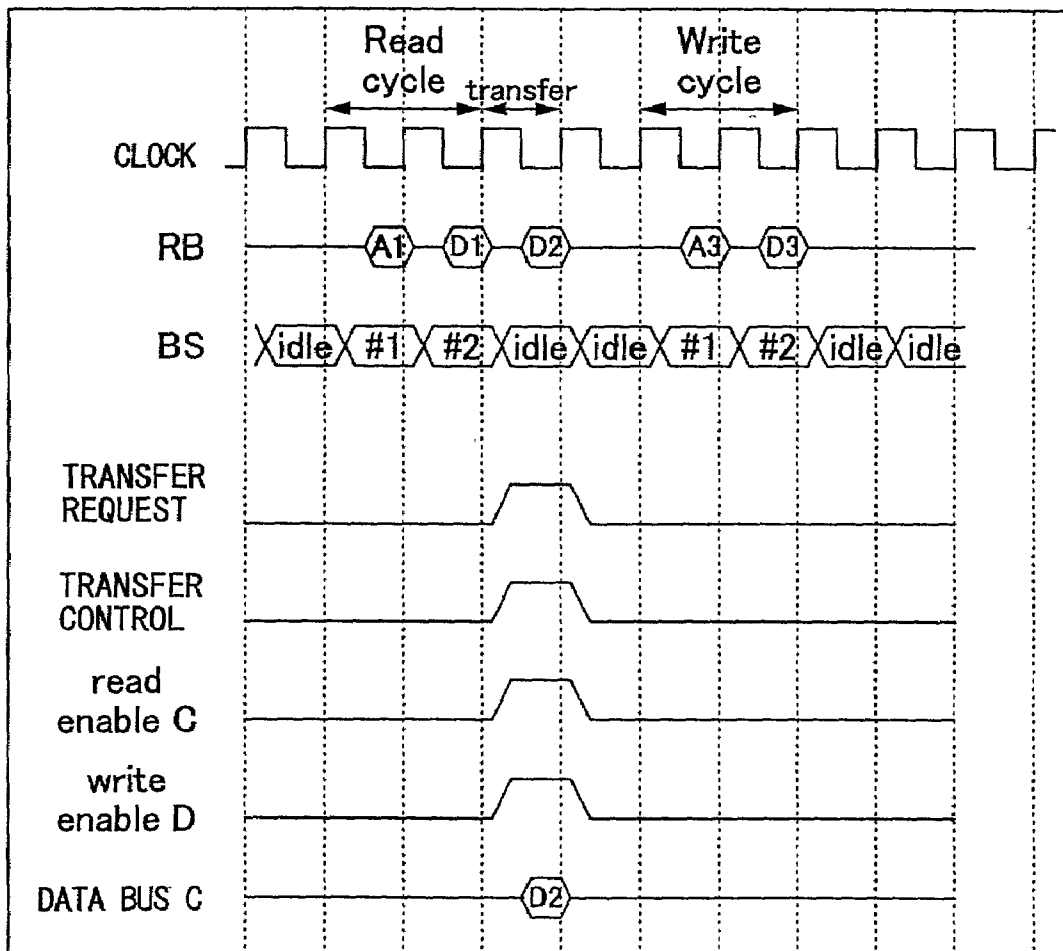 Read
cycle
transfer
Write
cycle
CLOCK
RB
A1
D1
D2
A3
D3
BS
idle
#1
#2
idle
idle
#1
#2
idle
idle
TRANSFER
REQUEST
TRANSFER
CONTROL
read
enable C
write
enable D
DATA BUS C
D2